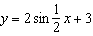 y = 2 sin 1/2 x + 3